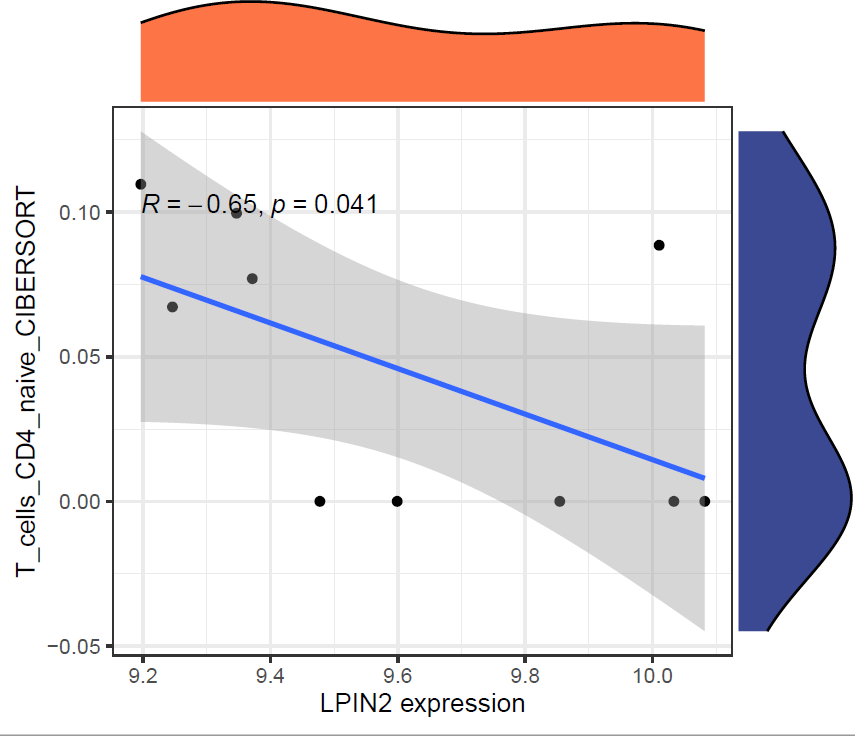 R = −0.65, p = 0.041
T_cells_CD4_naive_CIBERSORT
0.10
0.05
0.00
−0.05
9.2 9.4 9.6 9.8 10.0
LPIN2 expression